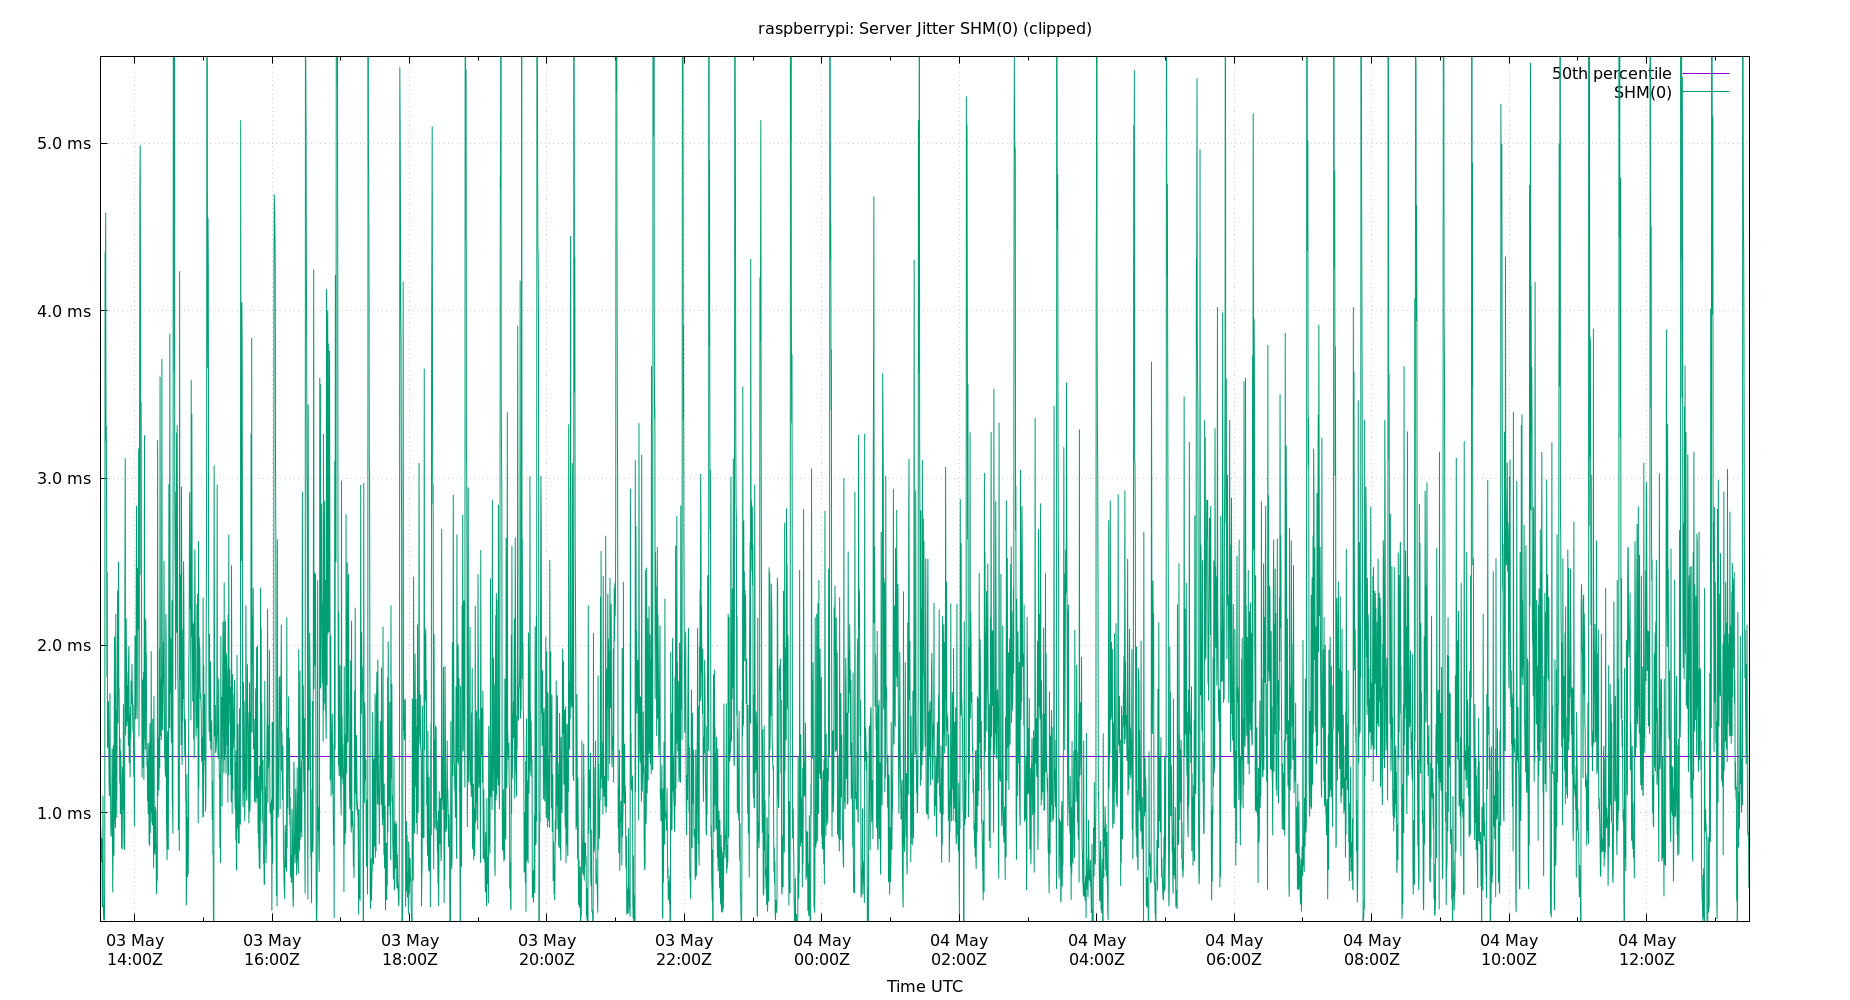 raspberrypi: Server Jitter SHM(0) (clipped)
50th percentile
SHM(0)
5.0 ms
4.0 ms
3.0 ms
2.0 ms
1.0 ms
03 May 03 May 03 May 03 May 03 May 04 May 04 May 04 May 04 May 04 May 04 May 04 May
14:00Z 16:00Z 18:00Z 20:00Z 22:00Z 00:00Z 02:00Z 04:00Z 06:00Z 08:00Z 10:00Z 12:00Z
Time UTC